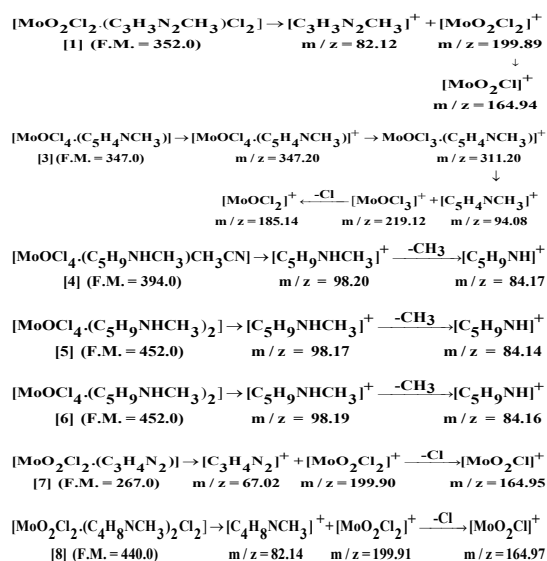 [MoO₂Cl₂.(C₃H₃N₂CH₃)Cl₂] → [C₃H₃N₂CH₃]⁺ + [MoO₂Cl₂]⁺
[1] (F.M. = 352.0) m / z = 82.12 m / z = 199.89
↓
[MoO₂Cl]⁺
m / z = 164.94
[MoOCl₄.(C₅H₄NCH₃)] → [MoOCl₄.(C₅H₄NCH₃)]⁺ → MoOCl₃.(C₅H₄NCH₃)]⁺
[3] (F.M. = 347.0) m / z = 347.20 m / z = 311.20
↓
[MoOCl₂]⁺ ←-Cl [MoOCl₃]⁺ + [C₅H₄NCH₃]⁺
m / z = 185.14 m / z = 219.12 m / z = 94.08
[MoOCl₄.(C₅H₉NHCH₃)CH₃CN] → [C₅H₉NHCH₃]⁺ -CH₃→ [C₅H₉NH]⁺
[4] (F.M. = 394.0) m / z = 98.20 m / z = 84.17
[MoOCl₄.(C₅H₉NHCH₃)₂] → [C₅H₉NHCH₃]⁺ -CH₃→ [C₅H₉NH]⁺
[5] (F.M. = 452.0) m / z = 98.17 m / z = 84.14
[MoOCl₄.(C₅H₉NHCH₃)₂] → [C₅H₉NHCH₃]⁺ -CH₃→ [C₅H₉NH]⁺
[6] (F.M. = 452.0) m / z = 98.19 m / z = 84.16
[MoO₂Cl₂.(C₃H₄N₂)] → [C₃H₄N₂]⁺ + [MoO₂Cl₂]⁺ -Cl→ [MoO₂Cl]⁺
[7] (F.M. = 267.0) m / z = 67.02 m / z = 199.90 m / z = 164.95
[MoO₂Cl₂.(C₄H₈NCH₃)₂Cl₂] → [C₄H₈NCH₃]⁺ + [MoO₂Cl₂]⁺ -Cl→ [MoO₂Cl]⁺
[8] (F.M. = 440.0) m / z = 82.14 m / z = 199.91 m / z = 164.97